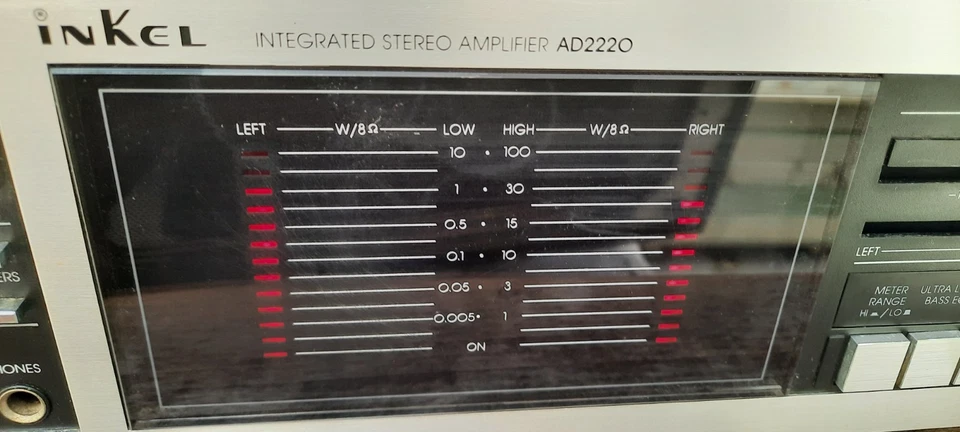 inKEL INTEGRATED STEREO AMPLIFIER AD2220
LEFT W/8Ω LOW HIGH W/8Ω RIGHT
10 • 100
1 • 30
0.5 • 15
0.1 • 10
0.05 • 3
0.005 • 1
ON
ERS
IONES
LEFT
METER
RANGE
HI /LO
ULTRA L
BASS E